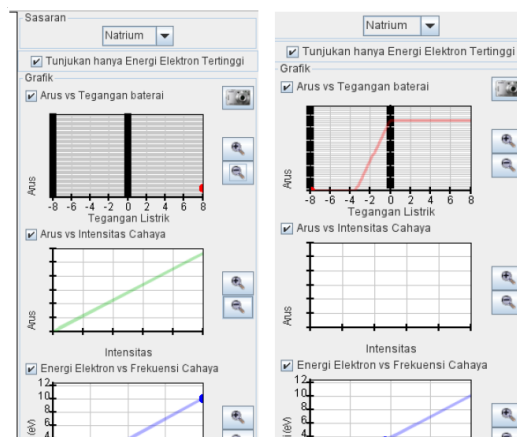 Sasaran
Natrium
Tunjukan hanya Energi Elektron Tertinggi
Grafik
Arus vs Tegangan baterai
Arus
-8 -6 -4 -2 0 2 4 6 8
Tegangan Listrik
Arus vs Intensitas Cahaya
Arus
Intensitas
Energi Elektron vs Frekuensi Cahaya
12
10
8
6
4
(eV)
Natrium
Tunjukan hanya Energi Elektron Tertinggi
Grafik
Arus vs Tegangan baterai
Arus
-8 -6 -4 -2 0 2 4 6 8
Tegangan Listrik
Arus vs Intensitas Cahaya
Arus
Intensitas
Energi Elektron vs Frekuensi Cahaya
12
10
8
6
4
i (eV)